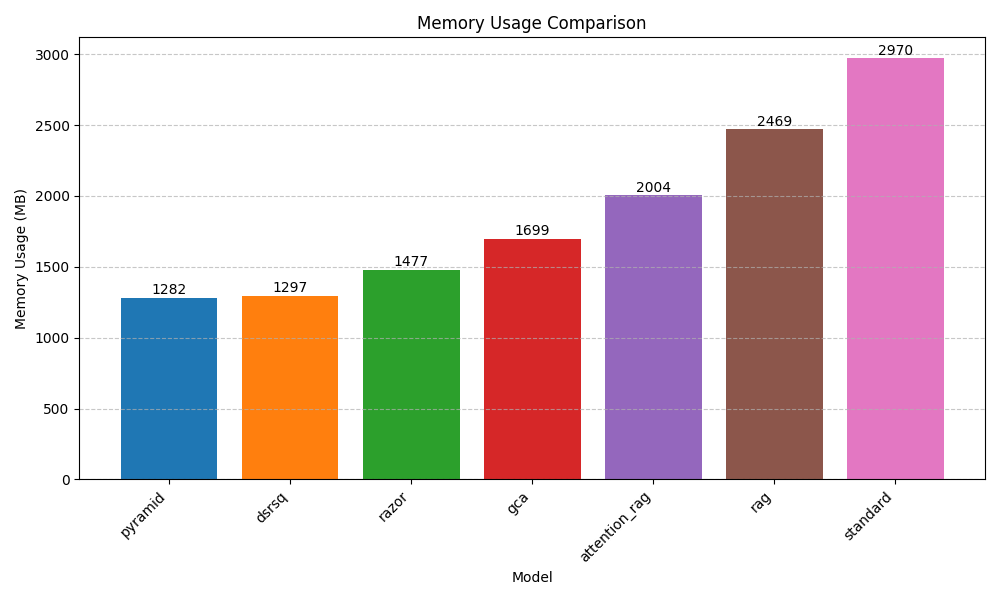 Memory Usage Comparison
Memory Usage (MB)
3000
2500
2000
1500
1000
500
0
1282
1297
1477
1699
2004
2469
2970
pyramid
dsrsq
razor
gca
attention_rag
rag
standard
Model